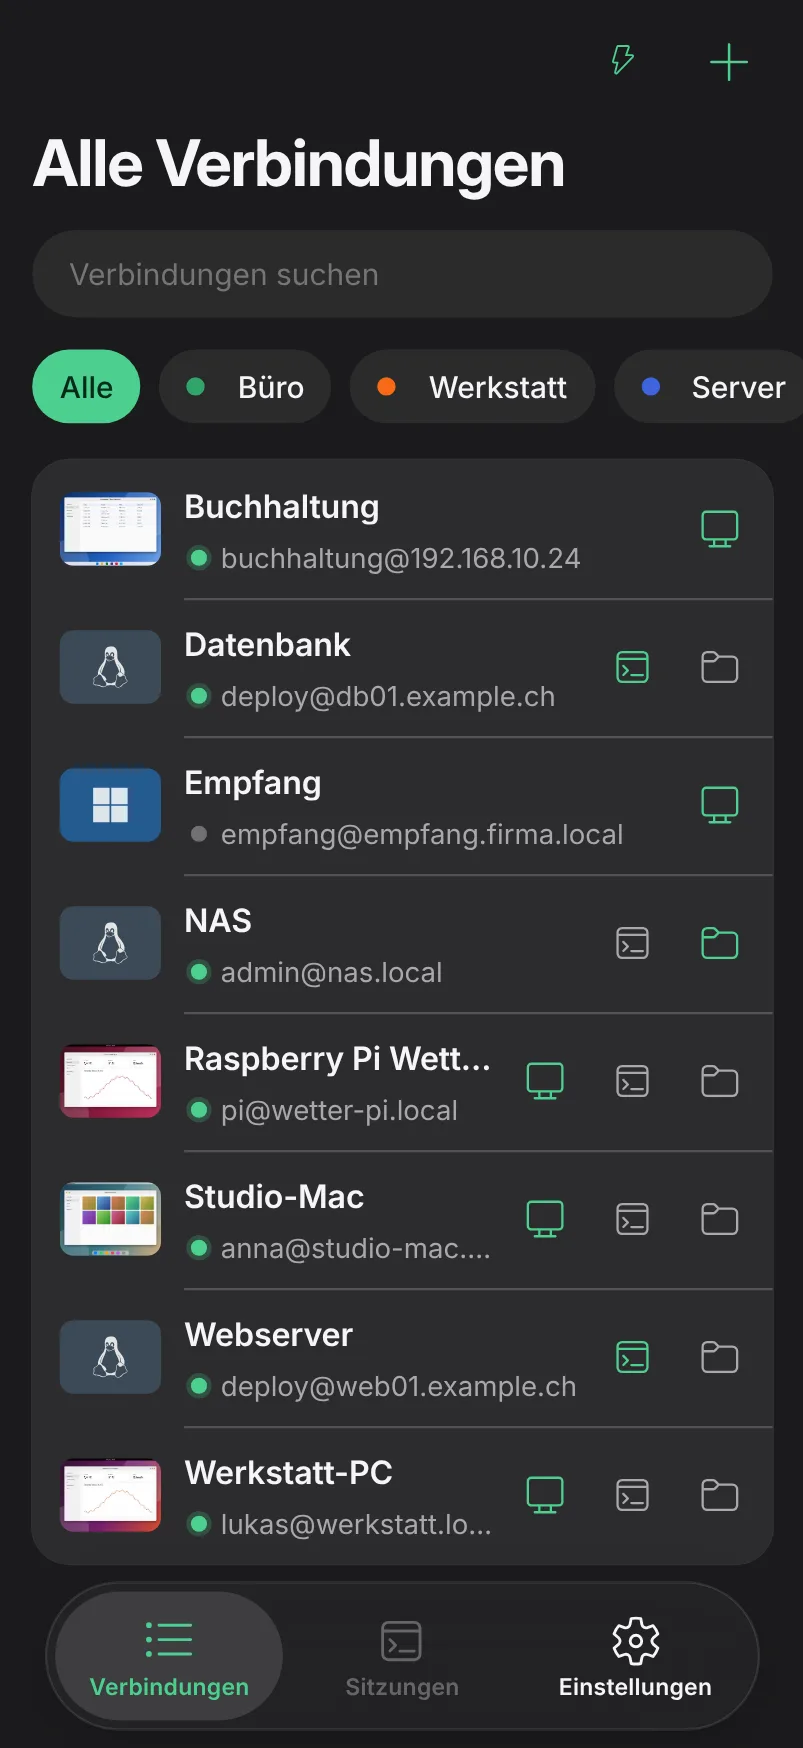 Alle Verbindungen
Verbindungen suchen
Alle
Büro
Werkstatt
Server
Buchhaltung
buchhaltung@192.168.10.24
Datenbank
deploy@db01.example.ch
Empfang
empfang@empfang.firma.local
NAS
admin@nas.local
Raspberry Pi Wett...
pi@wetter-pi.local
Studio-Mac
anna@studio-mac....
Webserver
deploy@web01.example.ch
Werkstatt-PC
lukas@werkstatt.lo...
Verbindungen
Sitzungen
Einstellungen